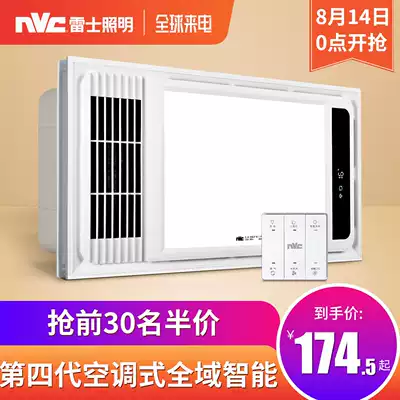 nvc 雷士照明 | 全球来电
8月14日
0点开抢
nvc
nvc
抢前30名半价
到手价:
¥174.5起
第四代空调式全域智能